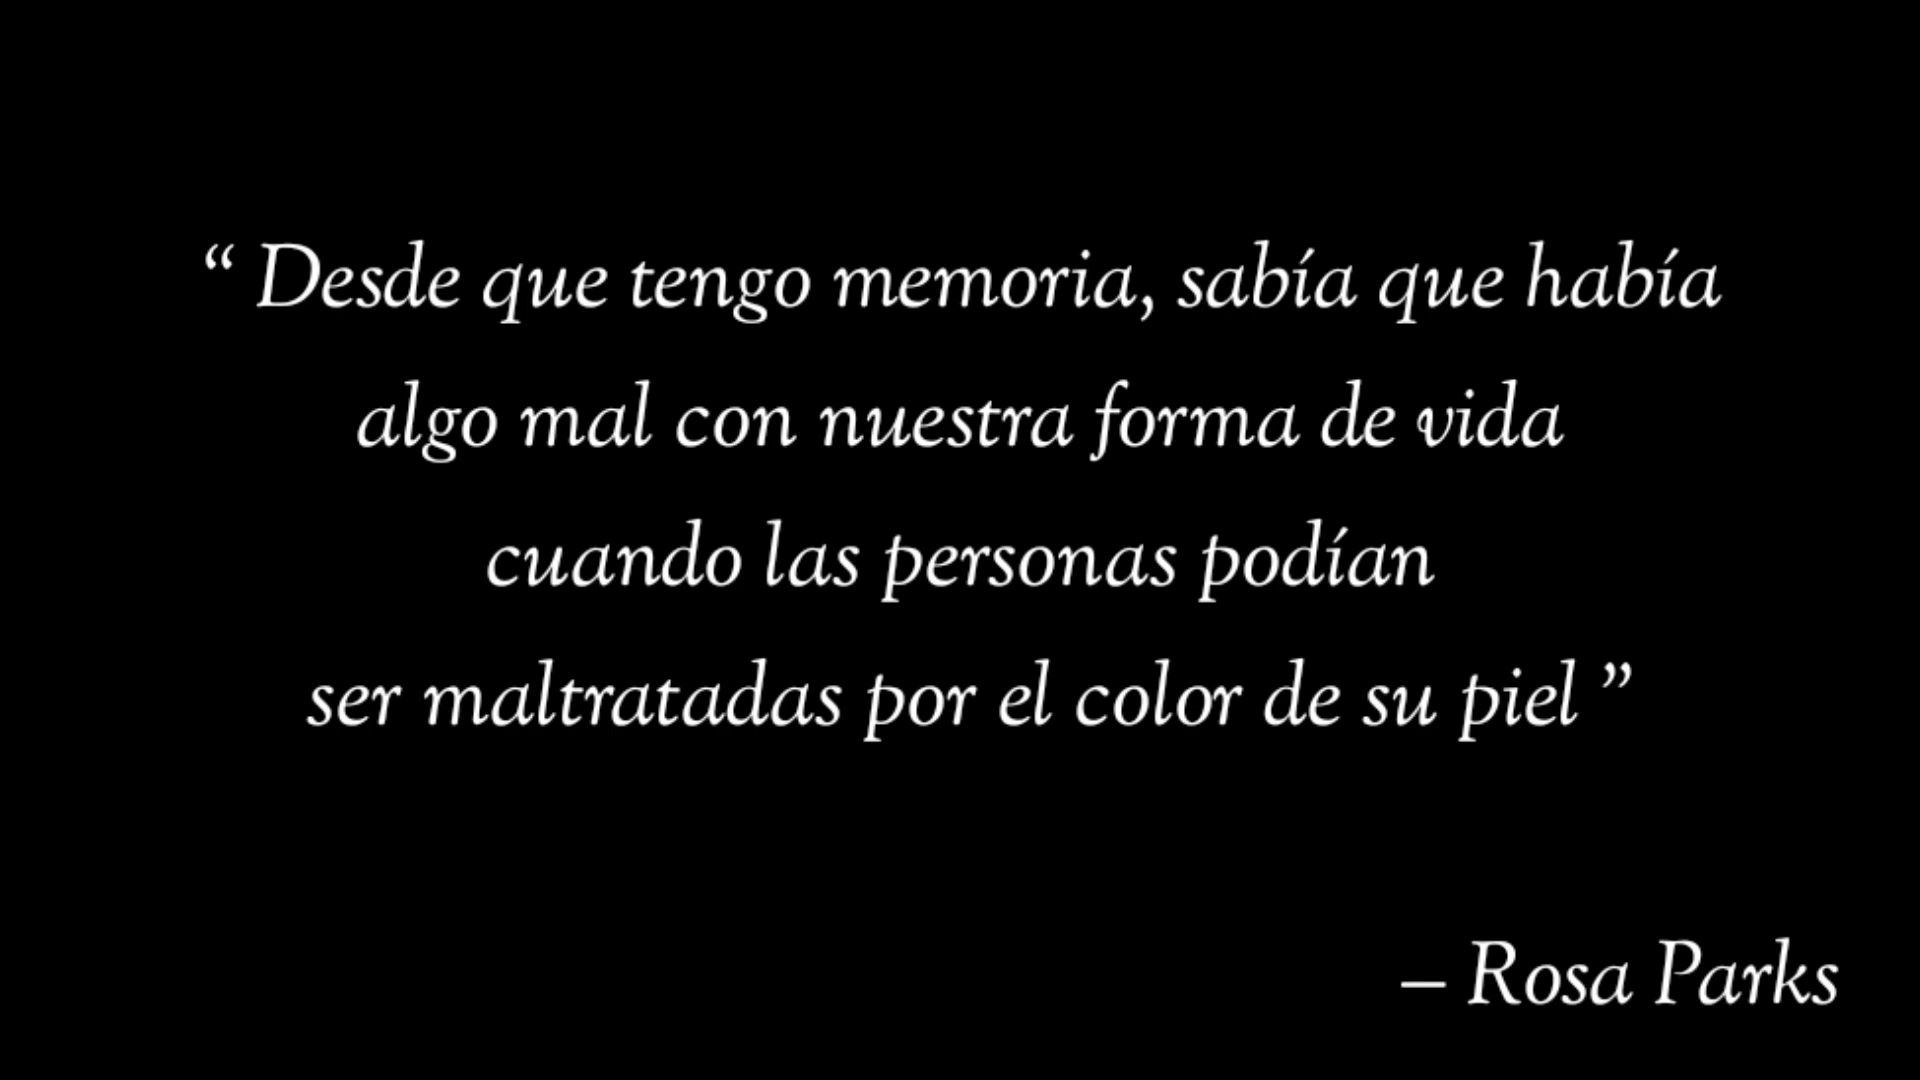 “ Desde que tengo memoria, sabía que había
algo mal con nuestra forma de vida
cuando las personas podían
ser maltratadas por el color de su piel ”
– Rosa Parks